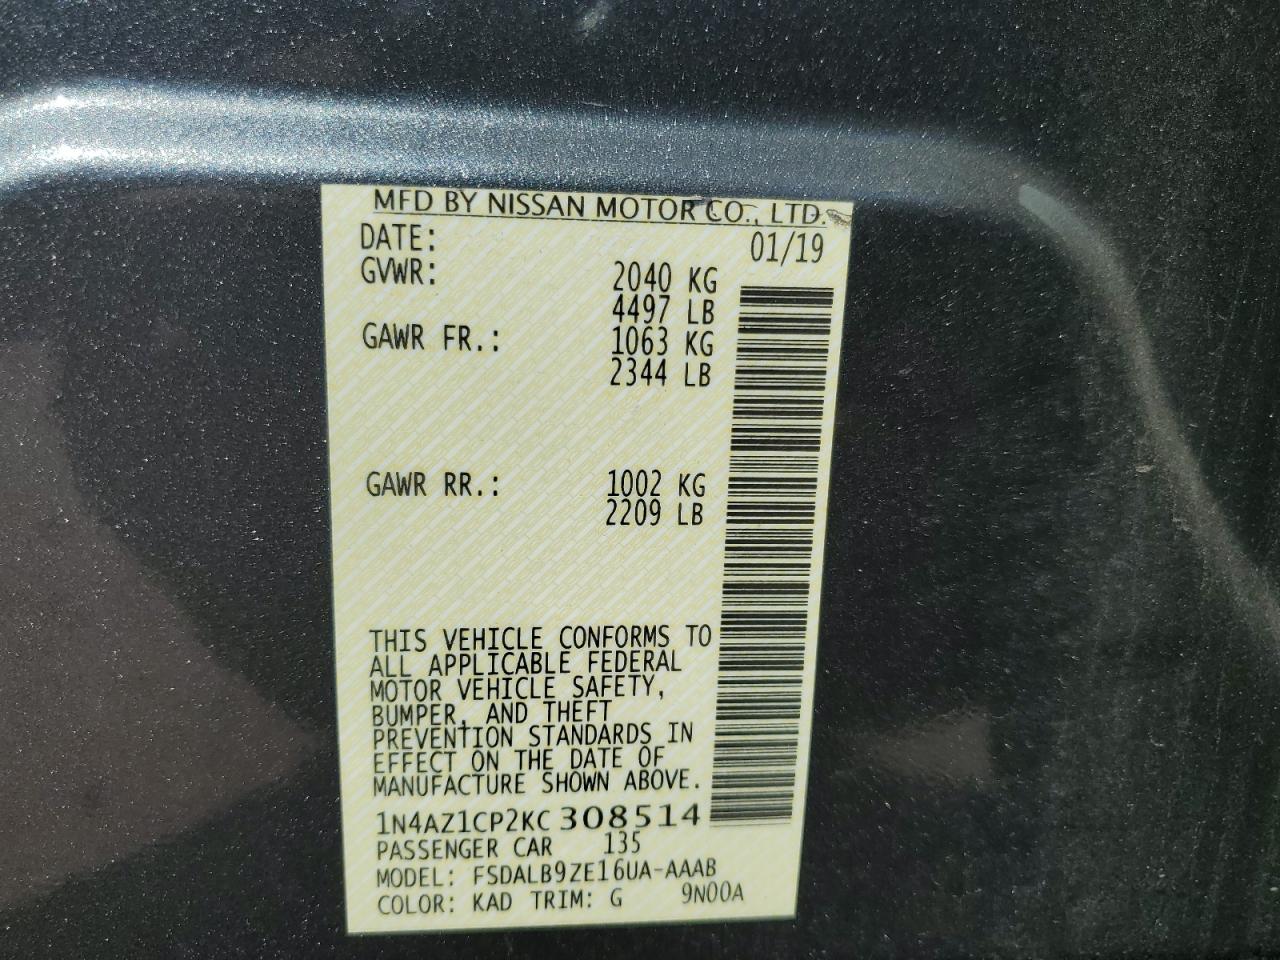 MFD BY NISSAN MOTOR CO., LTD.
DATE: 01/19
GVWR: 2040 KG
4497 LB
GAWR FR.: 1063 KG
2344 LB
GAWR RR.: 1002 KG
2209 LB
THIS VEHICLE CONFORMS TO
ALL APPLICABLE FEDERAL
MOTOR VEHICLE SAFETY,
BUMPER, AND THEFT
PREVENTION STANDARDS IN
EFFECT ON THE DATE OF
MANUFACTURE SHOWN ABOVE.
1N4AZ1CP2KC308514
PASSENGER CAR 135
MODEL: FSDALB9ZE16UA-AAAB
COLOR: KAD TRIM: G 9N00A